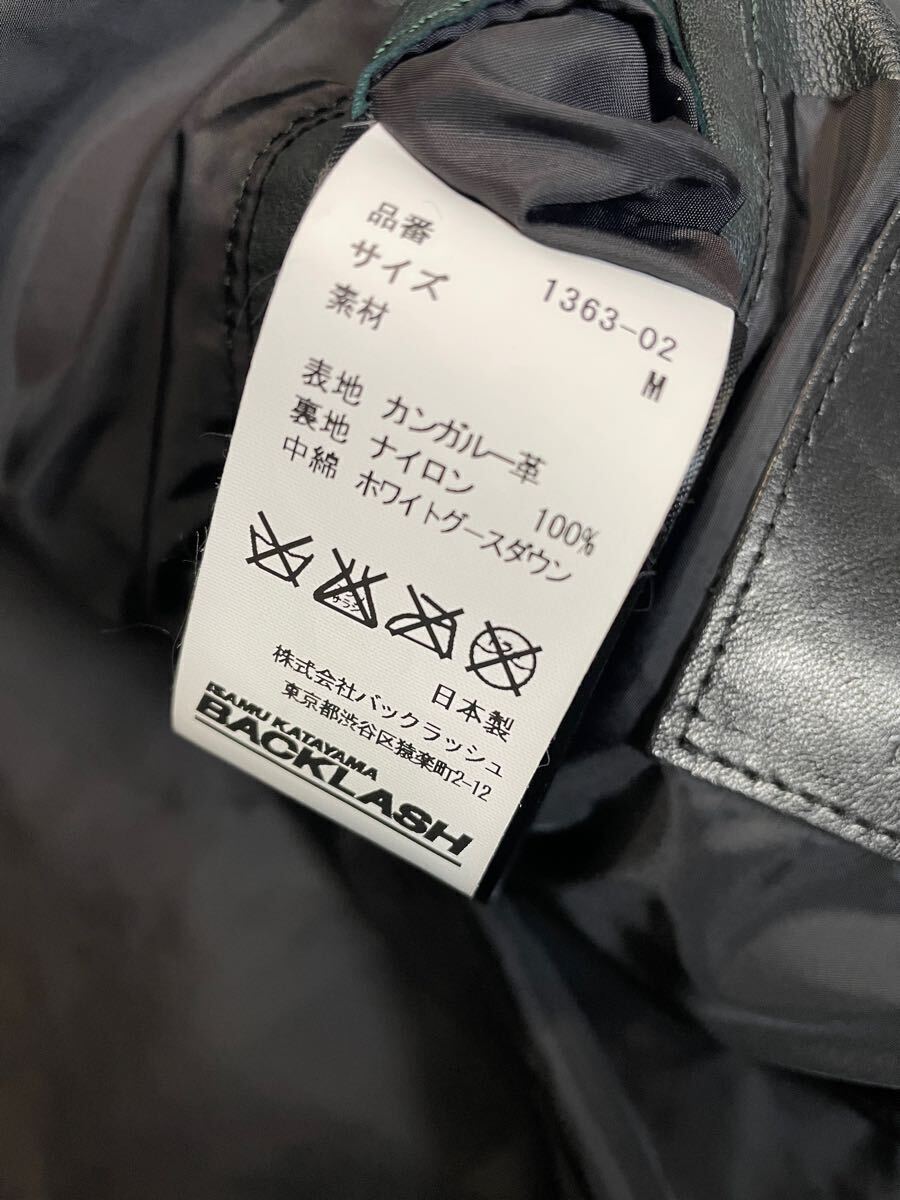 品番 1363-02
サイズ M
素材
表地 カンガルー革
裏地 ナイロン 100%
中綿 ホワイトグースダウン
日本製
株式会社バックラッシュ
東京都渋谷区猿楽町2-12
ISAMU KATAYAMA
BACKLASH